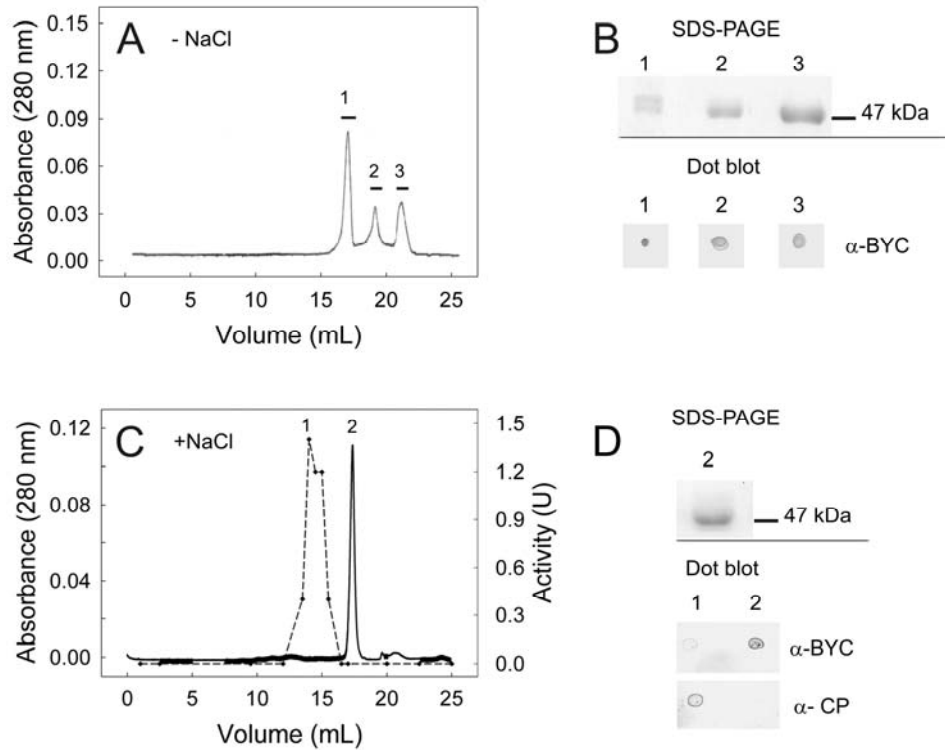 A
- NaCl
Absorbance (280 nm)
0.15
0.12
0.09
0.06
0.03
0.00
1
2
3
0 5 10 15 20 25
Volume (mL)
B
SDS-PAGE
1 2 3
47 kDa
Dot blot
1 2 3
α-BYC
C
+NaCl
Absorbance (280 nm)
0.12
0.08
0.04
0.00
1 2
1.5
1.2
0.9
0.6
0.3
0.0
Activity (U)
0 5 10 15 20 25
Volume (mL)
D
SDS-PAGE
2
47 kDa
Dot blot
1 2
α-BYC
α- CP